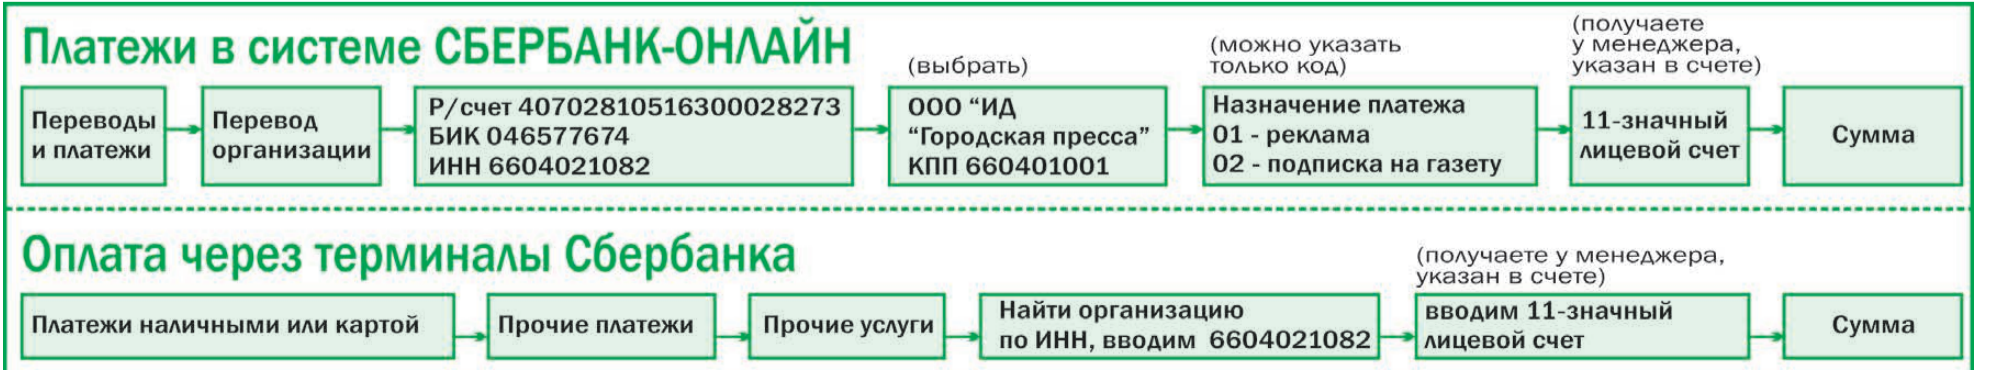 Платежи в системе СБЕРБАНК-ОНЛАЙН
Переводы
и платежи
Перевод
организации
Р/счет 40702810516300028273
БИК 046577674
ИНН 6604021082
(выбрать)
ООО “ИД
“Городская пресса”
КПП 660401001
(можно указать
только код)
Назначение платежа
01 - реклама
02 - подписка на газету
(получаете
у менеджера,
указан в счете)
11-значный
лицевой счет
Сумма
Оплата через терминалы Сбербанка
Платежи наличными или картой
Прочие платежи
Прочие услуги
Найти организацию
по ИНН, вводим 6604021082
(получаете у менеджера,
указан в счете)
вводим 11-значный
лицевой счет
Сумма